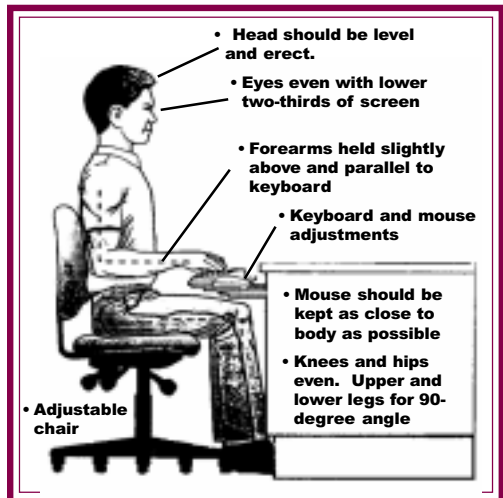 • Head should be level
and erect.
• Eyes even with lower
two-thirds of screen
• Forearms held slightly
above and parallel to
keyboard
• Keyboard and mouse
adjustments
• Mouse should be
kept as close to
body as possible
• Knees and hips
even. Upper and
lower legs for 90-
degree angle
• Adjustable
chair